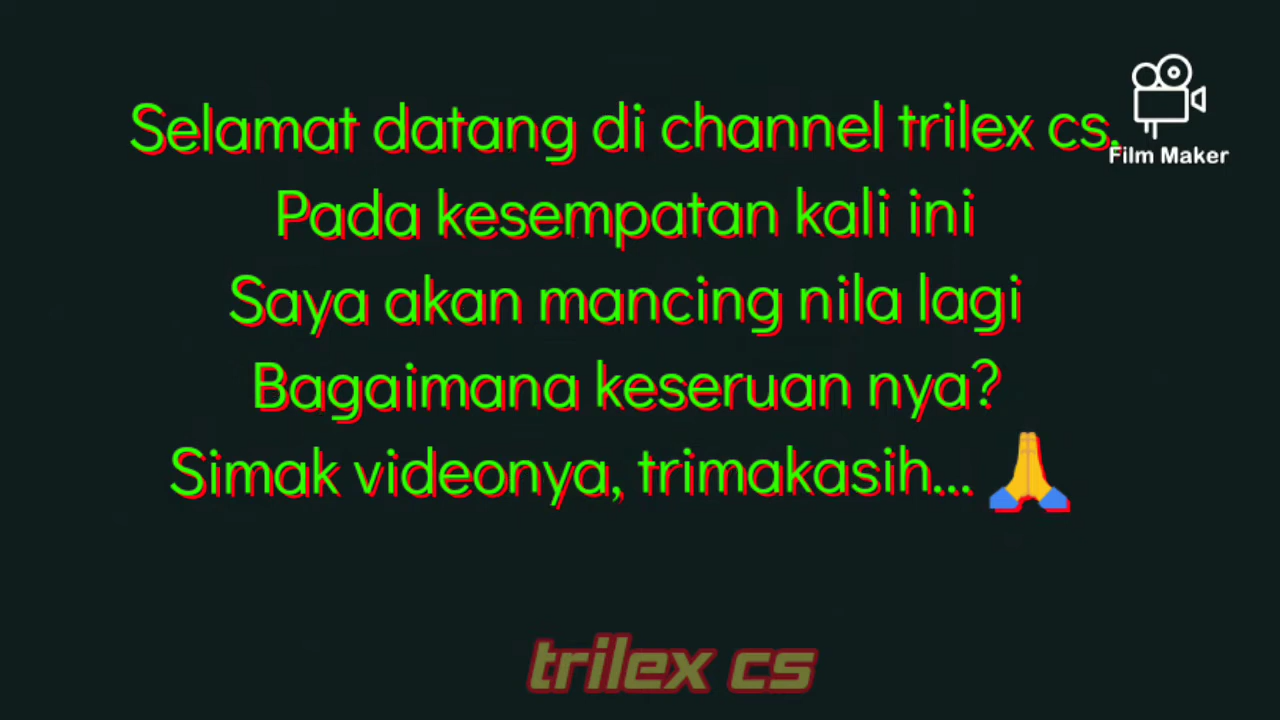 Selamat datang di channel trilex cs.
Film Maker
Pada kesempatan kali ini
Saya akan mancing nila lagi
Bagaimana keseruan nya?
Simak videonya, trimakasih... 🙏
trilex cs